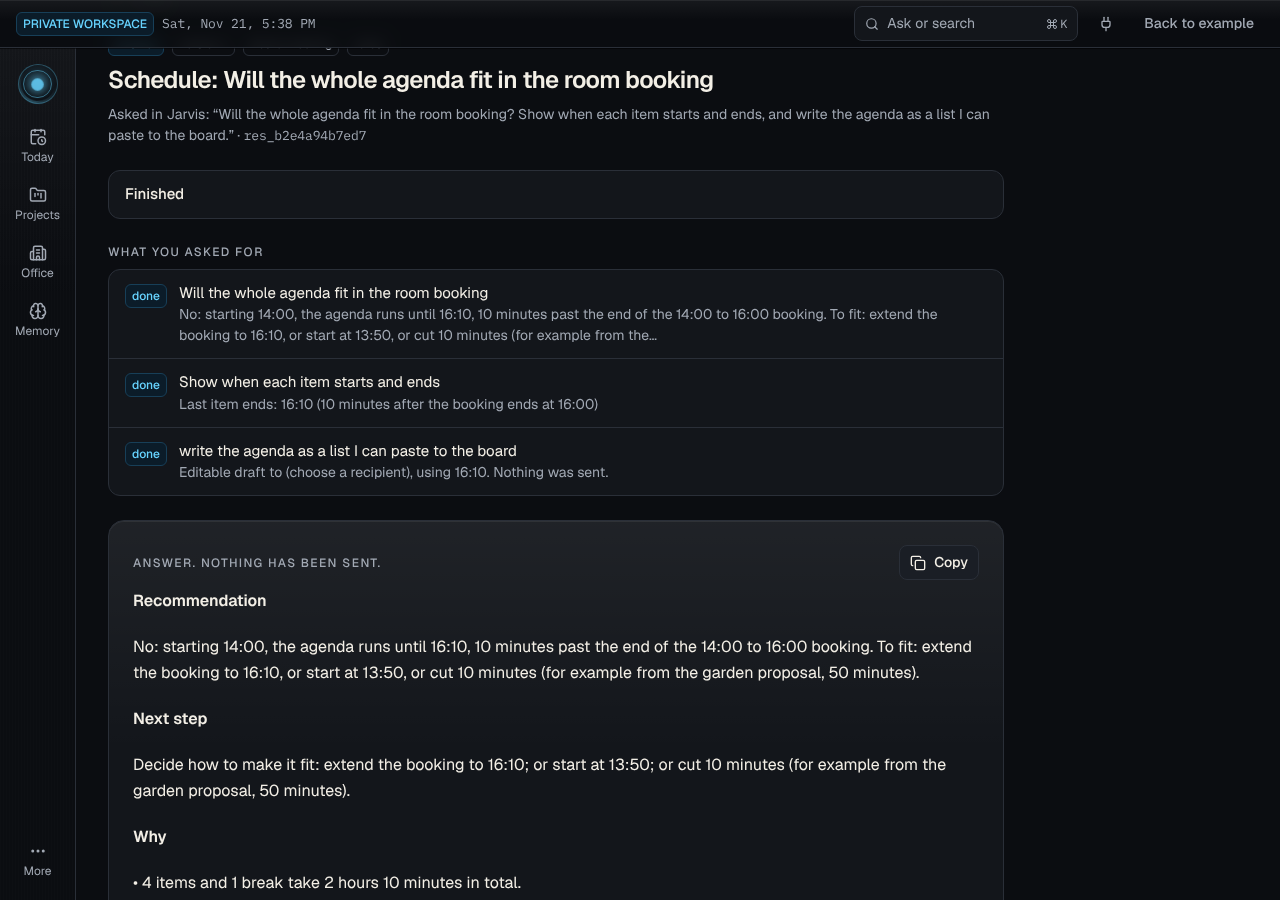 PRIVATE WORKSPACE Sat, Nov 21, 5:38 PM
Ask or search ⌘K
Back to example
Today
Projects
Office
Memory
More
Schedule: Will the whole agenda fit in the room booking
Asked in Jarvis: “Will the whole agenda fit in the room booking? Show when each item starts and ends, and write the agenda as a list I can
paste to the board.” · res_b2e4a94b7ed7
Finished
WHAT YOU ASKED FOR
done Will the whole agenda fit in the room booking
No: starting 14:00, the agenda runs until 16:10, 10 minutes past the end of the 14:00 to 16:00 booking. To fit: extend the
booking to 16:10, or start at 13:50, or cut 10 minutes (for example from the…
done Show when each item starts and ends
Last item ends: 16:10 (10 minutes after the booking ends at 16:00)
done write the agenda as a list I can paste to the board
Editable draft to (choose a recipient), using 16:10. Nothing was sent.
ANSWER. NOTHING HAS BEEN SENT.
Copy
Recommendation
No: starting 14:00, the agenda runs until 16:10, 10 minutes past the end of the 14:00 to 16:00 booking. To fit: extend
the booking to 16:10, or start at 13:50, or cut 10 minutes (for example from the garden proposal, 50 minutes).
Next step
Decide how to make it fit: extend the booking to 16:10; or start at 13:50; or cut 10 minutes (for example from the
garden proposal, 50 minutes).
Why
• 4 items and 1 break take 2 hours 10 minutes in total.